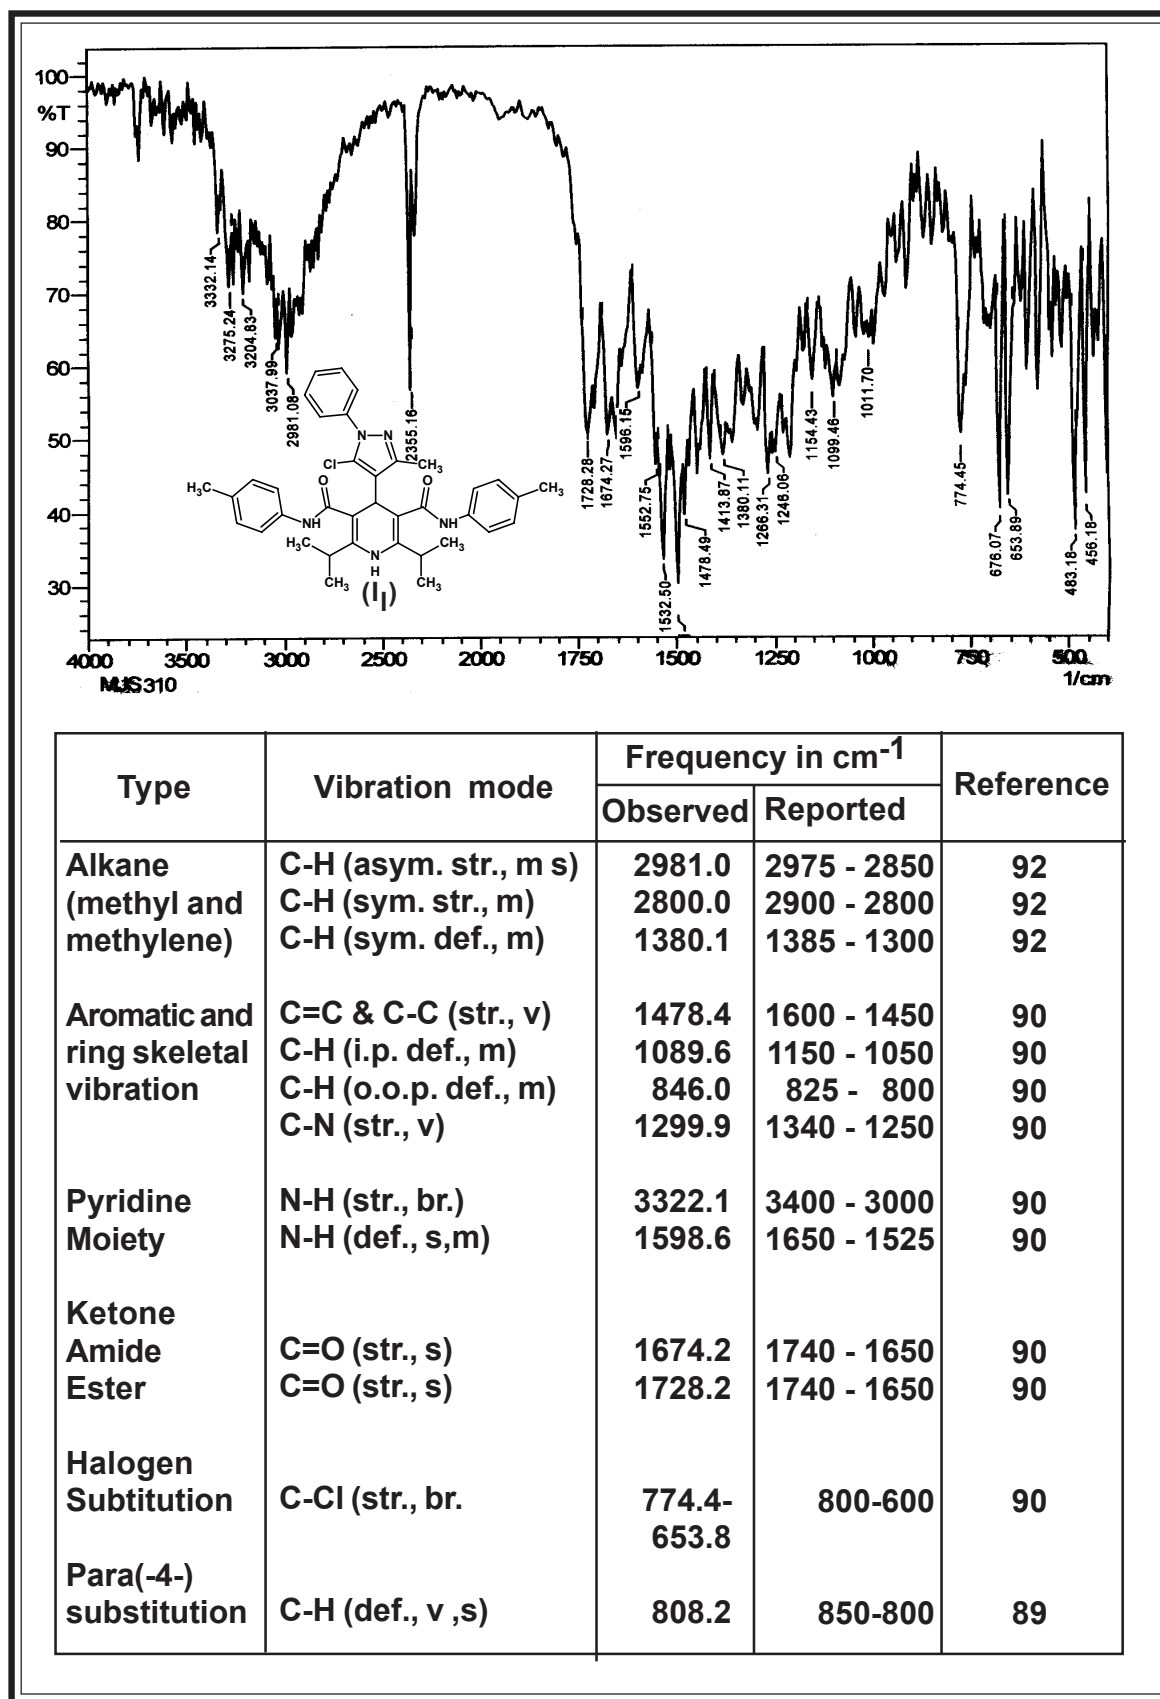 100
%T
90
80
70
60
50
40
30
3332.14
3275.24
3204.83
3037.99
2981.08
2355.16
1728.28
1674.27
1596.15
1552.75
1532.50
1478.49
1413.87
1380.11
1266.31
1246.06
1154.43
1099.46
1011.70
774.45
676.07
653.89
483.18
456.18
N N
Cl CH₃
CH₃ O O CH₃
NH NH
H₃C CH₃
N
H
CH₃ CH₃
(I_I)
4000 3500 3000 2500 2000 1750 1500 1250 1000 750 500
MJS310 1/cm
Type Vibration mode Frequency in cm-1 Reference
Observed Reported
Alkane C-H (asym. str., m s) 2981.0 2975 - 2850 92
(methyl and C-H (sym. str., m) 2800.0 2900 - 2800 92
methylene) C-H (sym. def., m) 1380.1 1385 - 1300 92
Aromatic and C=C & C-C (str., v) 1478.4 1600 - 1450 90
ring skeletal C-H (i.p. def., m) 1089.6 1150 - 1050 90
vibration C-H (o.o.p. def., m) 846.0 825 - 800 90
C-N (str., v) 1299.9 1340 - 1250 90
Pyridine N-H (str., br.) 3322.1 3400 - 3000 90
Moiety N-H (def., s,m) 1598.6 1650 - 1525 90
Ketone
Amide C=O (str., s) 1674.2 1740 - 1650 90
Ester C=O (str., s) 1728.2 1740 - 1650 90
Halogen
Subtitution C-Cl (str., br. 774.4- 800-600 90
653.8
Para(-4-)
substitution C-H (def., v ,s) 808.2 850-800 89